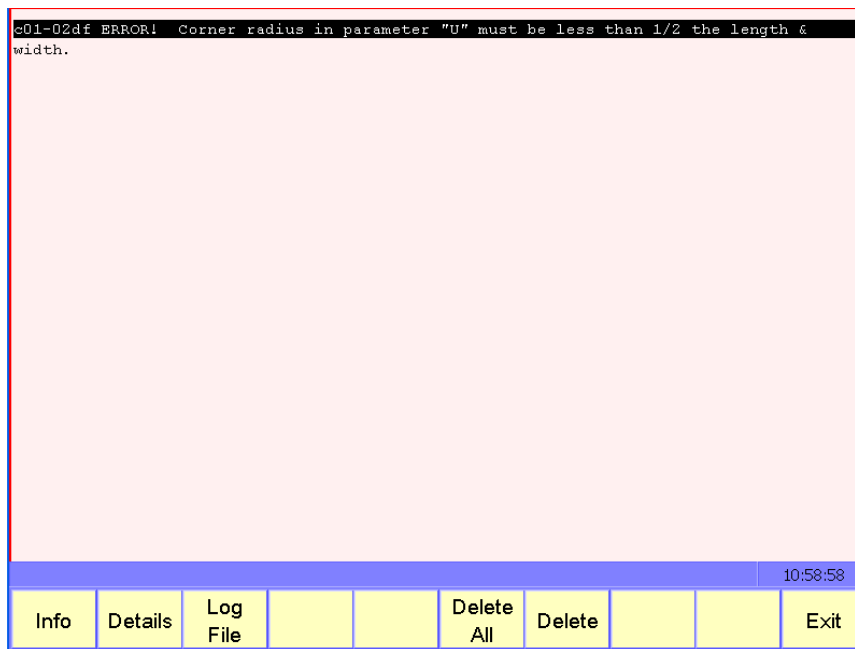 c01-02df ERROR!  Corner radius in parameter "U" must be less than 1/2 the length &
width.
10:58:58
Info
Details
Log
File
Delete
All
Delete
Exit